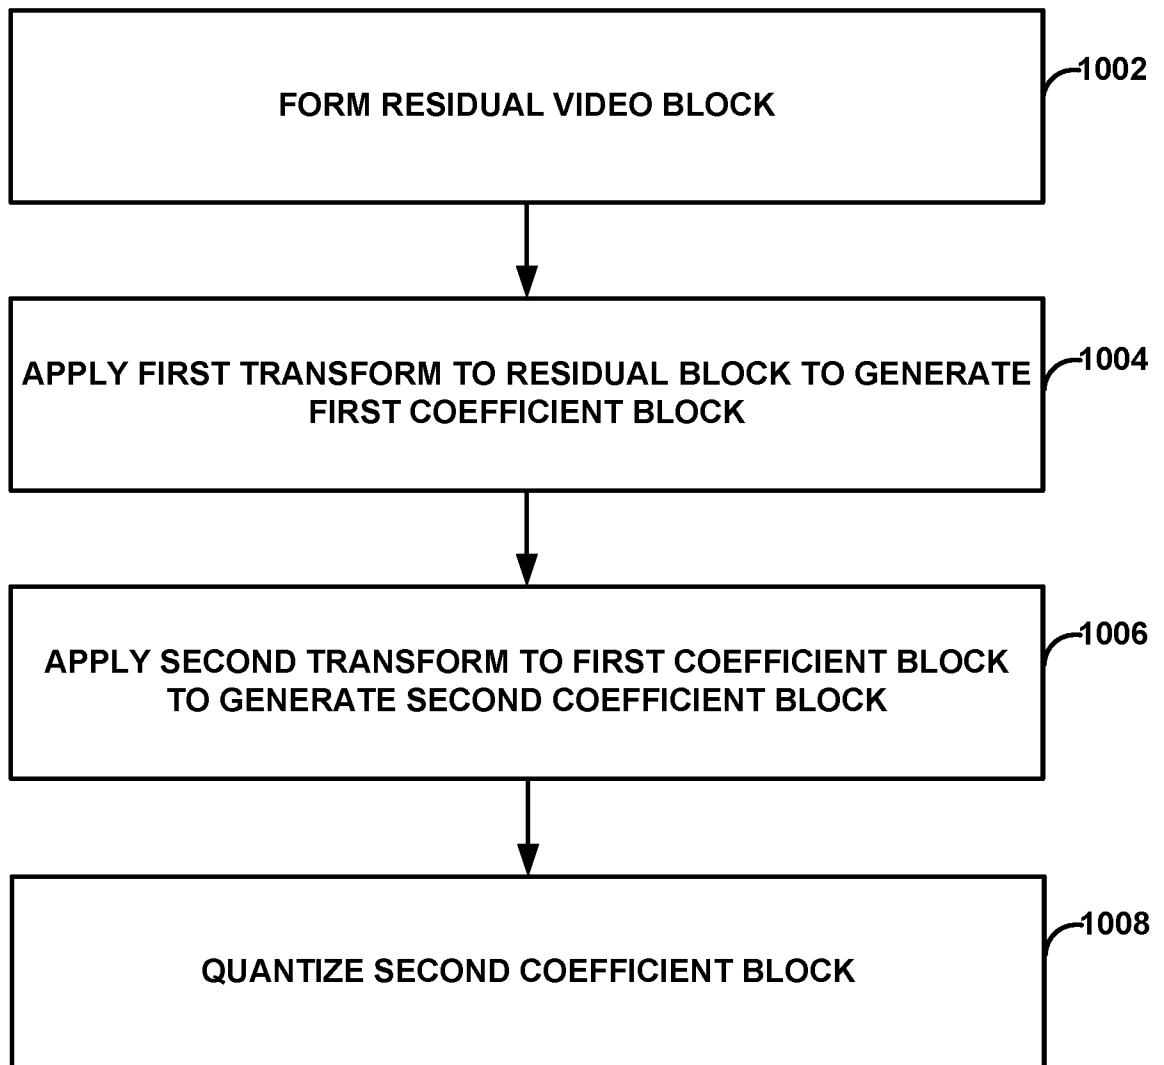 FORM RESIDUAL VIDEO BLOCK
1002
APPLY FIRST TRANSFORM TO RESIDUAL BLOCK TO GENERATE
FIRST COEFFICIENT BLOCK
1004
APPLY SECOND TRANSFORM TO FIRST COEFFICIENT BLOCK
TO GENERATE SECOND COEFFICIENT BLOCK
1006
QUANTIZE SECOND COEFFICIENT BLOCK
1008